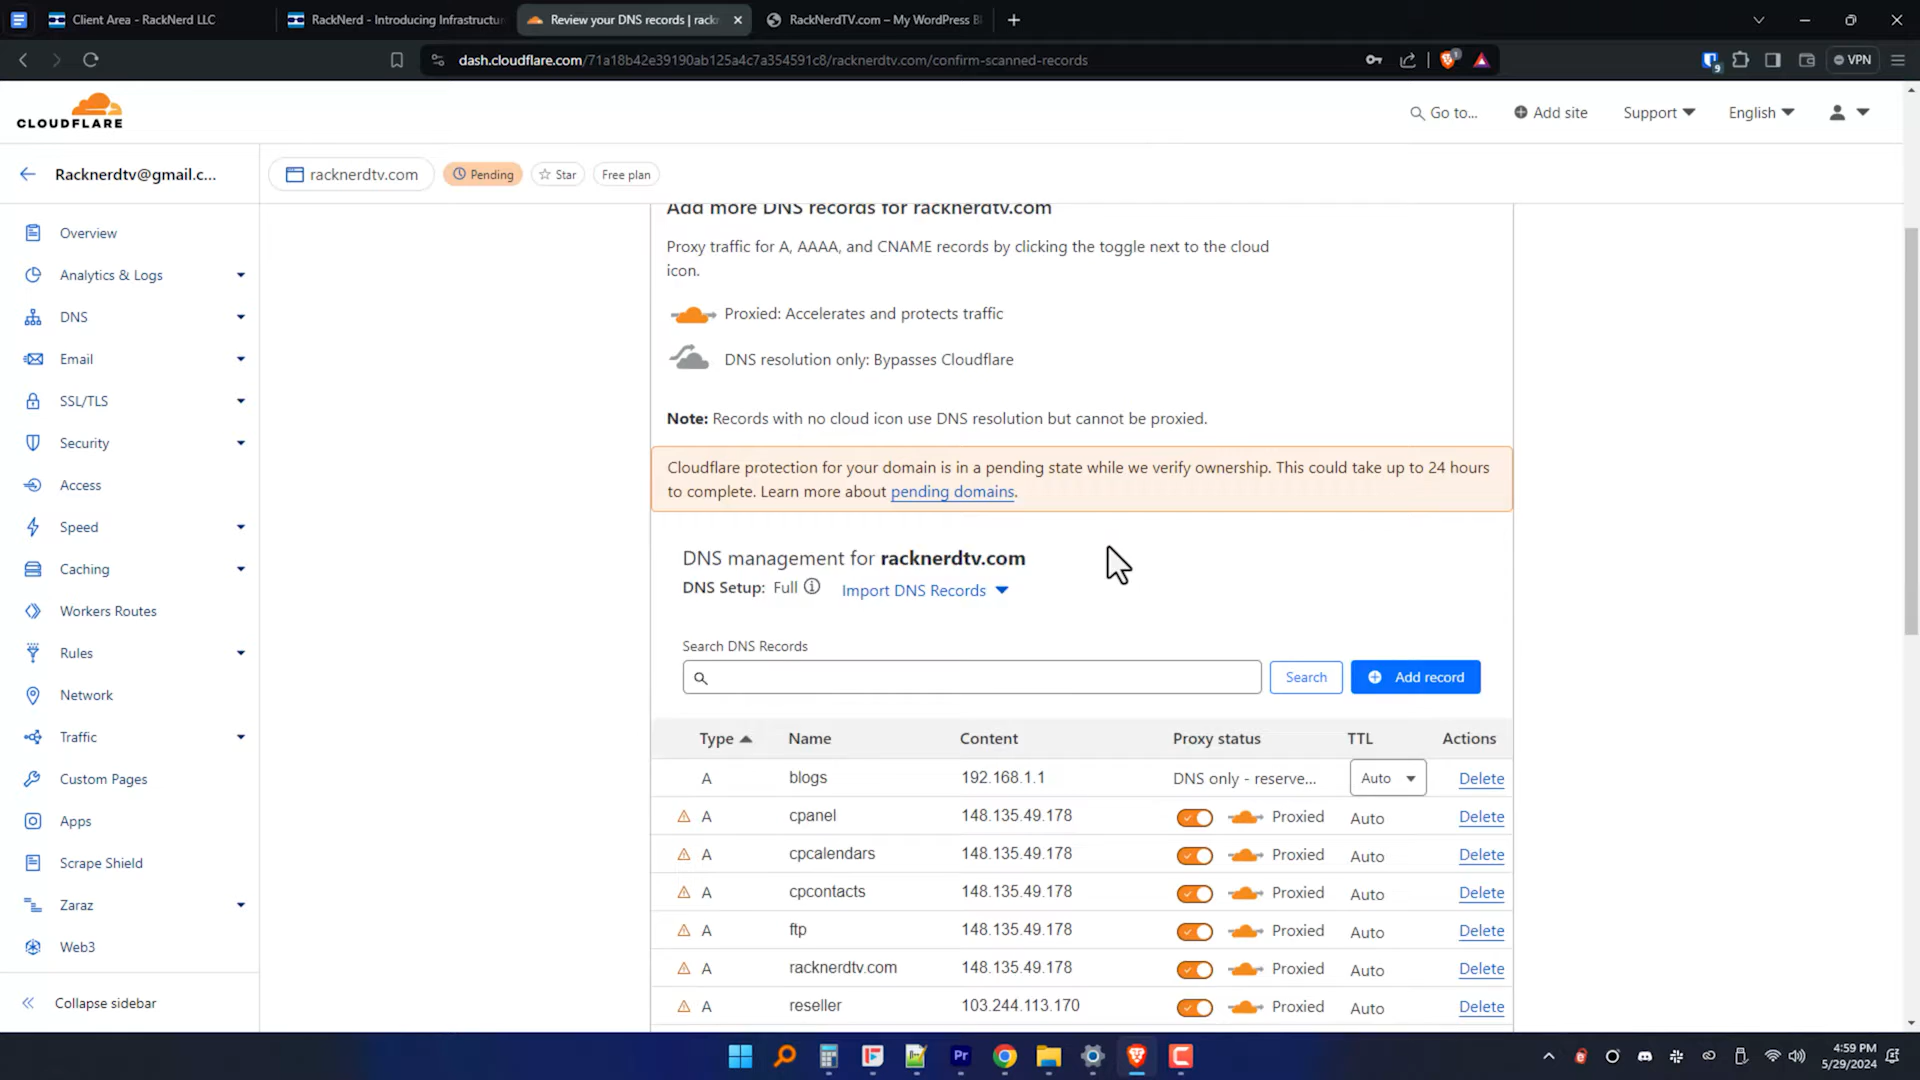 Client Area - RackNerd LLC
RackNerd - Introducing Infrastructur
Review your DNS records | rackn
RackNerdTV.com – My WordPress Bl
dash.cloudflare.com/71a18b42e39190ab125a4c7a354591c8/racknerdtv.com/confirm-scanned-records
1
9
VPN
CLOUDFLARE
Go to...
Add site
Support
English
Racknerdtv@gmail.c...
racknerdtv.com
Pending
Star
Free plan
Overview
Analytics & Logs
DNS
Email
SSL/TLS
Security
Access
Speed
Caching
Workers Routes
Rules
Network
Traffic
Custom Pages
Apps
Scrape Shield
Zaraz
Web3
Collapse sidebar
Add more DNS records for racknerdtv.com
Proxy traffic for A, AAAA, and CNAME records by clicking the toggle next to the cloud
icon.
Proxied: Accelerates and protects traffic
DNS resolution only: Bypasses Cloudflare
Note: Records with no cloud icon use DNS resolution but cannot be proxied.
Cloudflare protection for your domain is in a pending state while we verify ownership. This could take up to 24 hours
to complete. Learn more about pending domains.
DNS management for racknerdtv.com
DNS Setup: Full
Import DNS Records
Search DNS Records
Search
Add record
Type Name Content Proxy status TTL Actions
A blogs 192.168.1.1 DNS only - reserve... Auto Delete
A cpanel 148.135.49.178 Proxied Auto Delete
A cpcalendars 148.135.49.178 Proxied Auto Delete
A cpcontacts 148.135.49.178 Proxied Auto Delete
A ftp 148.135.49.178 Proxied Auto Delete
A racknerdtv.com 148.135.49.178 Proxied Auto Delete
A reseller 103.244.113.170 Proxied Auto Delete
Pr
4:59 PM
5/29/2024